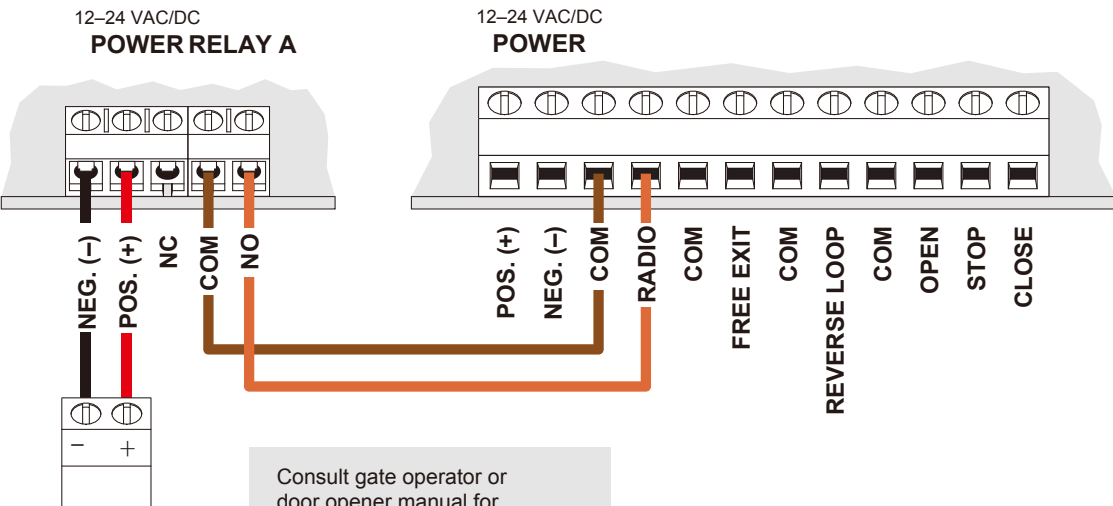 12–24 VAC/DC
POWER RELAY A
12–24 VAC/DC
POWER
NEG. (–)
POS. (+)
NC
COM
NO
POS. (+)
NEG. (–)
COM
RADIO
COM
FREE EXIT
COM
REVERSE LOOP
COM
OPEN
STOP
CLOSE
– +
Consult gate operator or
door opener manual for